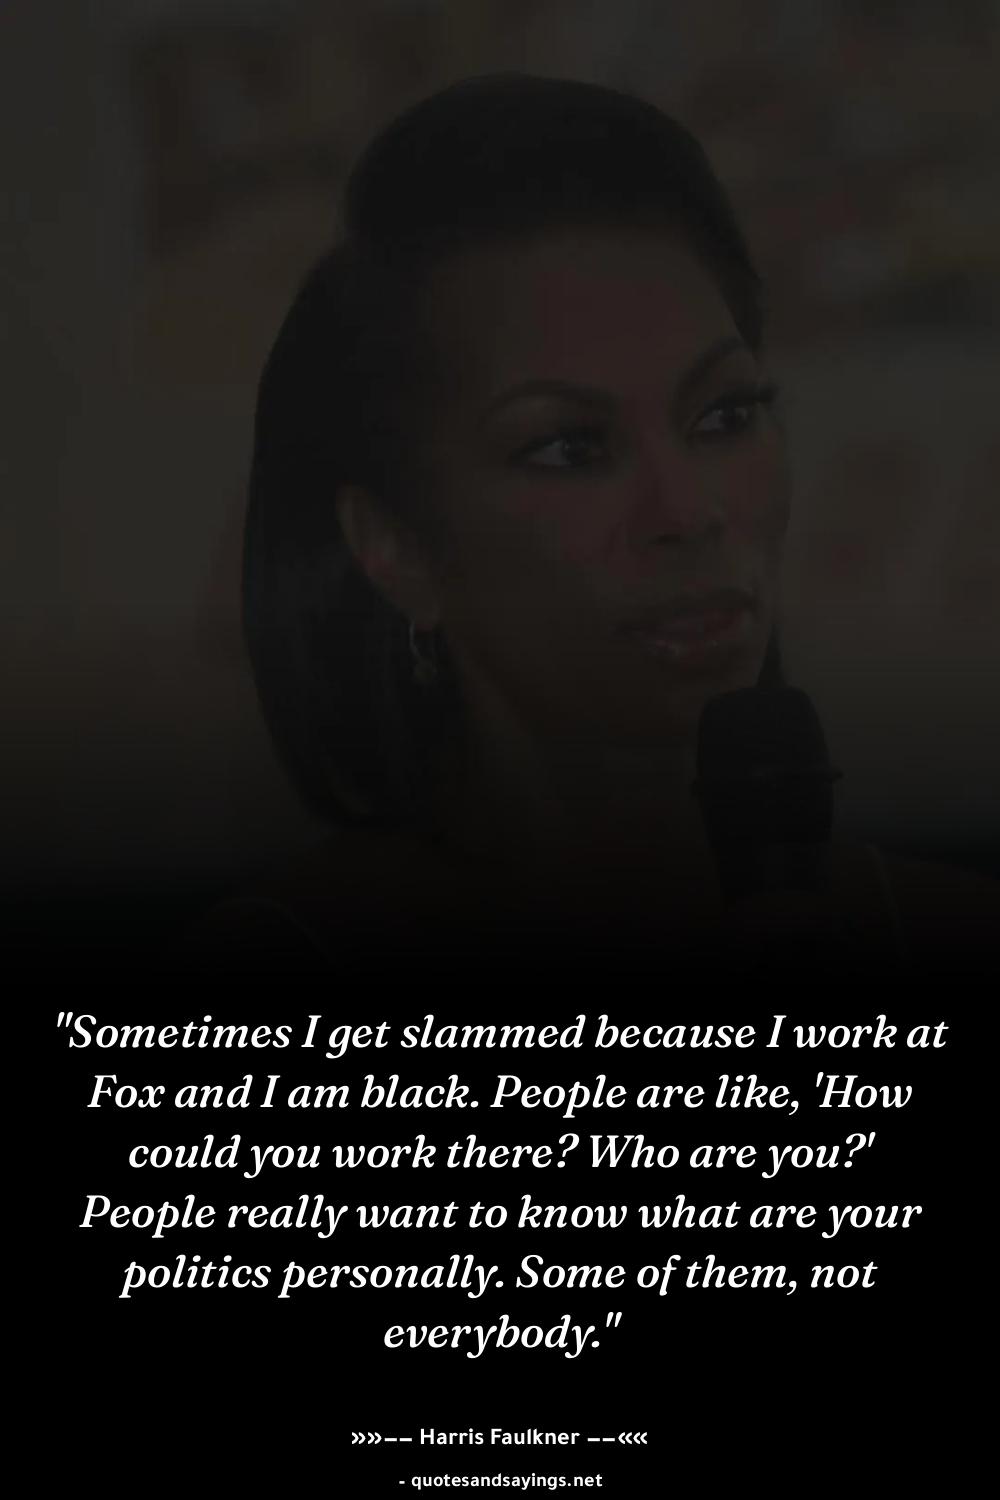 "Sometimes I get slammed because I work at
Fox and I am black. People are like, 'How
could you work there? Who are you?'
People really want to know what are your
politics personally. Some of them, not
everybody."
»»−− Harris Faulkner −−««
- quotesandsayings.net